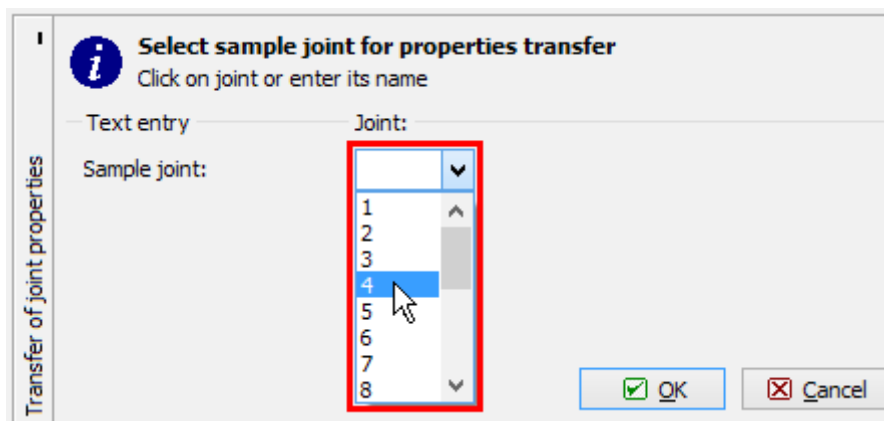 Select sample joint for properties transfer
Click on joint or enter its name
Text entry Joint:
Sample joint:
1
2
3
4
5
6
7
8
OK Cancel
Transfer of joint properties